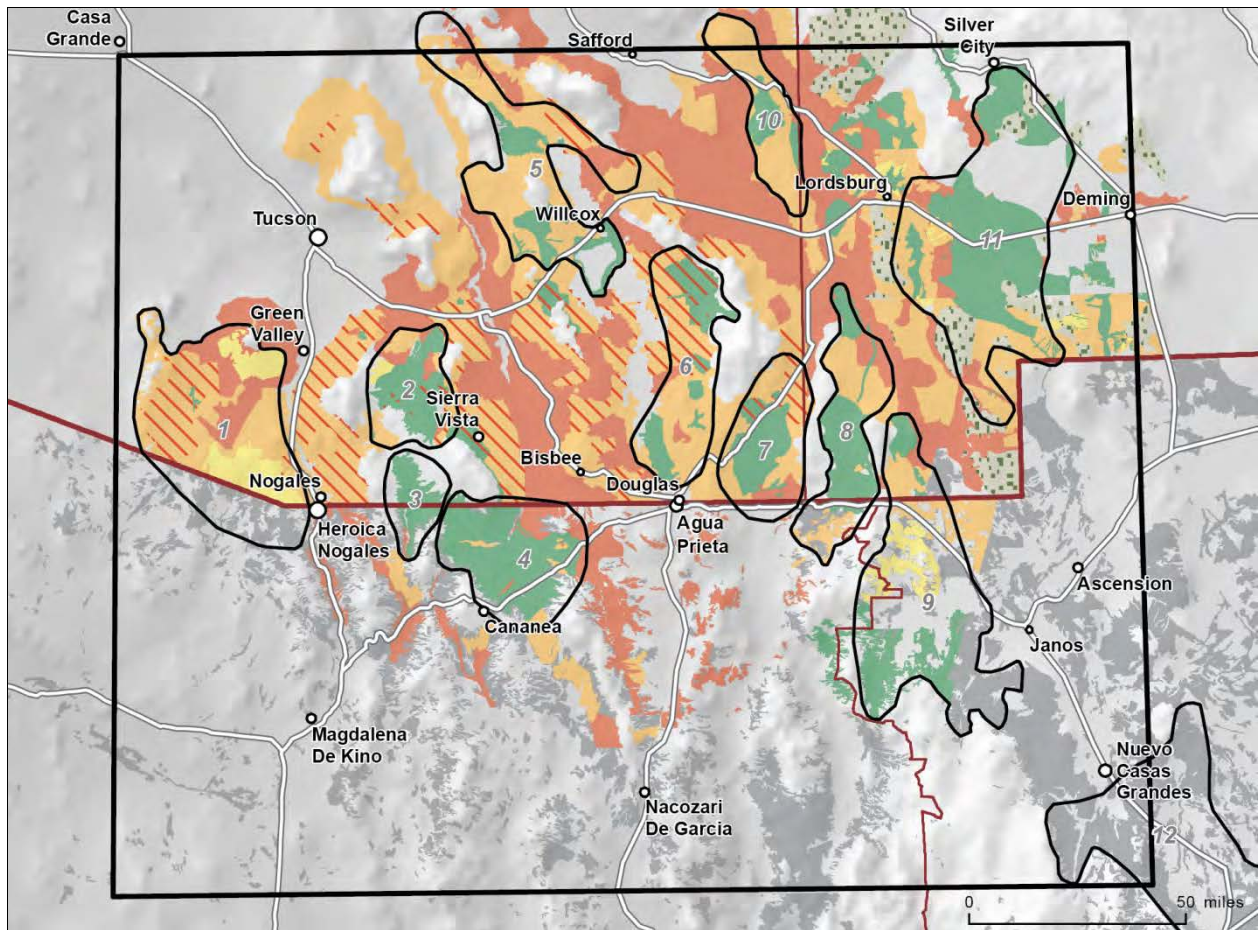 Casa
Grande
Safford
Silver
City
10
5
Lordsburg
Willcox
Deming
Tucson
11
Green
Valley
6
2
Sierra
Vista
1
8
7
Bisbee
Nogales
Douglas
3
Heroica
Nogales
Agua
Prieta
4
Ascension
9
Cananea
Janos
Magdalena
De Kino
Nuevo
Casas
Grandes
Nacozari
De Garcia
12
0 50 miles